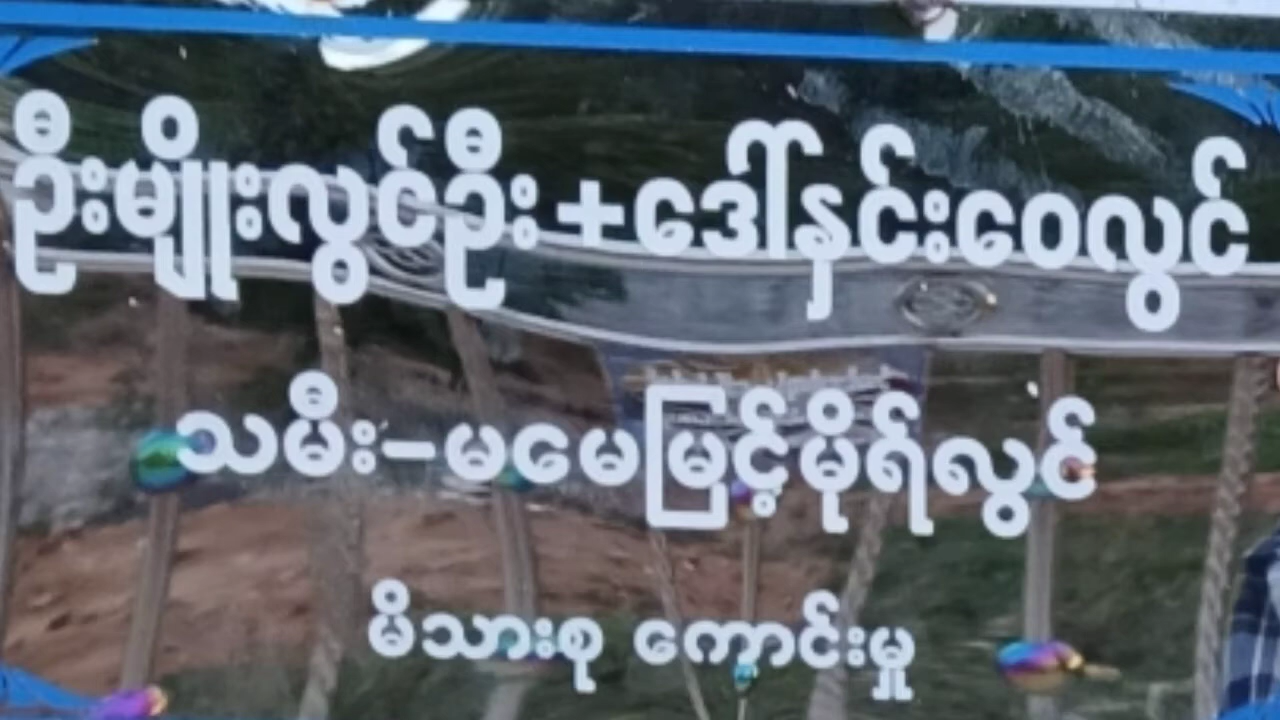 ဦးမျိုးလွင်ဦး+ဒေါ်နှင်းဝေလွင်
သမီး-မမေမြင့်မိုရ်လွင်
မိသားစု ကောင်းမှု